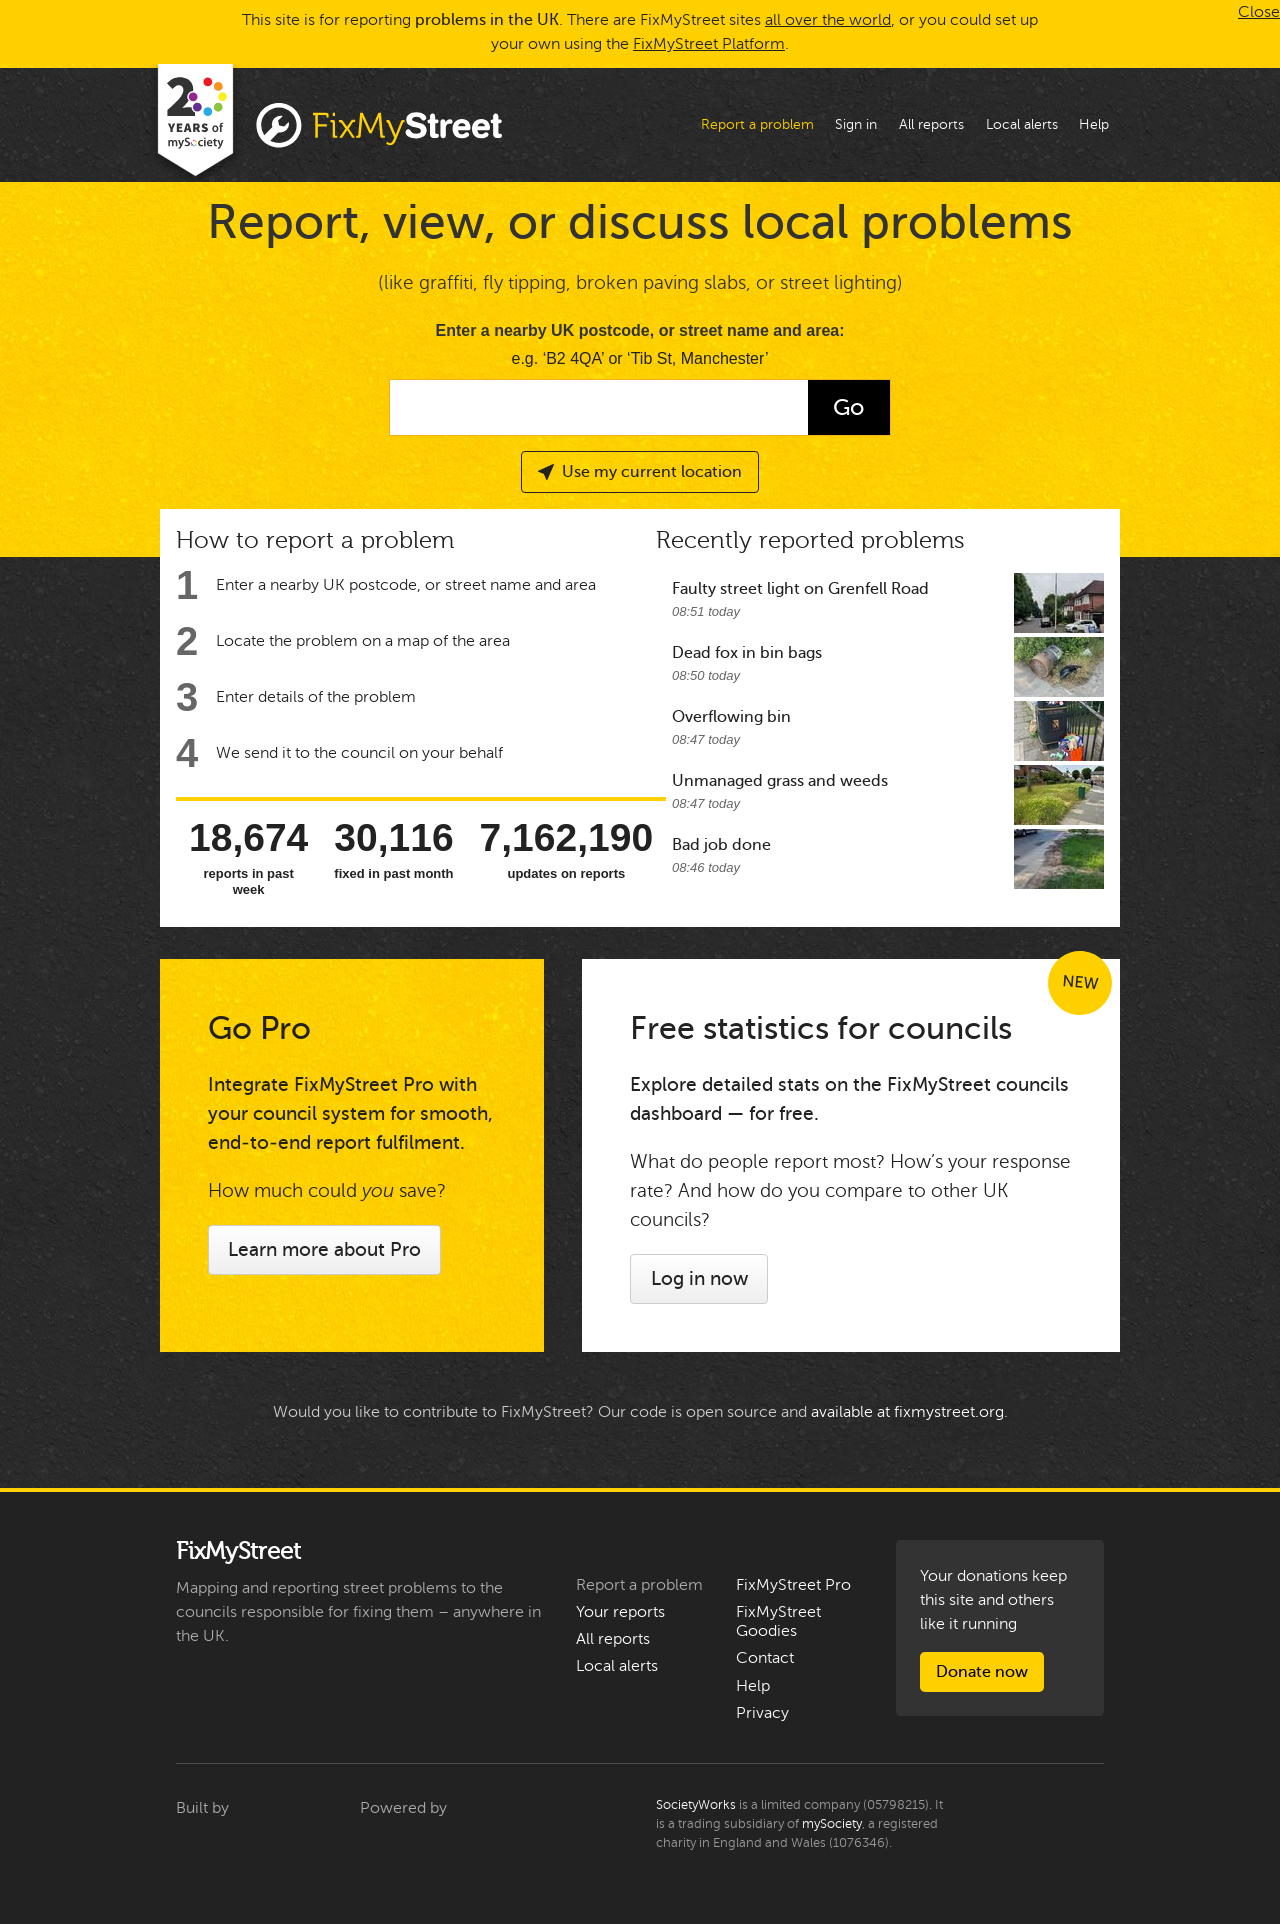 This site is for reporting problems in the UK. There are FixMyStreet sites all over the world, or you could set up
your own using the FixMyStreet Platform.
Close
20
YEARS of
mySociety
FixMyStreet
Report a problem
Sign in
All reports
Local alerts
Help
Report, view, or discuss local problems
(like graffiti, fly tipping, broken paving slabs, or street lighting)
Enter a nearby UK postcode, or street name and area:
e.g. ‘B2 4QA’ or ‘Tib St, Manchester’
Go
Use my current location
How to report a problem
1 Enter a nearby UK postcode, or street name and area
2 Locate the problem on a map of the area
3 Enter details of the problem
4 We send it to the council on your behalf
18,674
reports in past
week
30,116
fixed in past month
7,162,190
updates on reports
Recently reported problems
Faulty street light on Grenfell Road
08:51 today
Dead fox in bin bags
08:50 today
Overflowing bin
08:47 today
Unmanaged grass and weeds
08:47 today
Bad job done
08:46 today
Go Pro
Integrate FixMyStreet Pro with
your council system for smooth,
end-to-end report fulfilment.
How much could you save?
Learn more about Pro
NEW
Free statistics for councils
Explore detailed stats on the FixMyStreet councils
dashboard — for free.
What do people report most? How’s your response
rate? And how do you compare to other UK
councils?
Log in now
Would you like to contribute to FixMyStreet? Our code is open source and available at fixmystreet.org.
FixMyStreet
Mapping and reporting street problems to the
councils responsible for fixing them – anywhere in
the UK.
Report a problem
Your reports
All reports
Local alerts
FixMyStreet Pro
FixMyStreet
Goodies
Contact
Help
Privacy
Your donations keep
this site and others
like it running
Donate now
Built by
Powered by
SocietyWorks is a limited company (05798215). It
is a trading subsidiary of mySociety, a registered
charity in England and Wales (1076346).